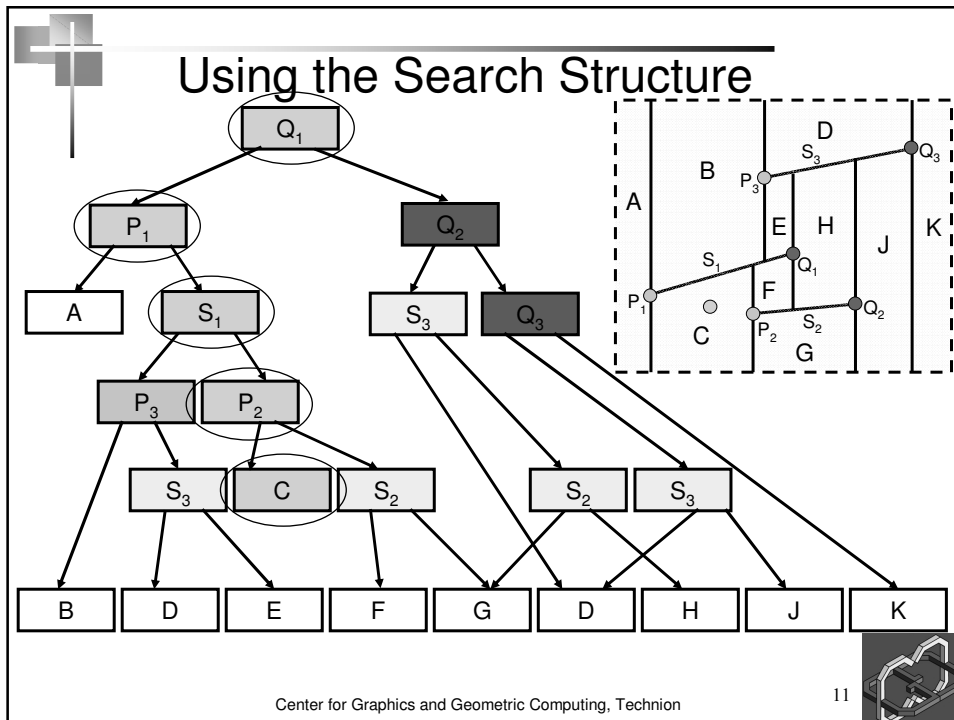 Using the Search Structure
Q₁
P₁ Q₂
A S₁ S₃ Q₃
P₃ P₂
S₃ C S₂ S₂ S₃
B D E F G D H J K
D
S₃
Q₃
B
P₃
A
E H K
J
S₁
Q₁
P₁
F
Q₂
S₂
P₂
C
G
Center for Graphics and Geometric Computing, Technion
11